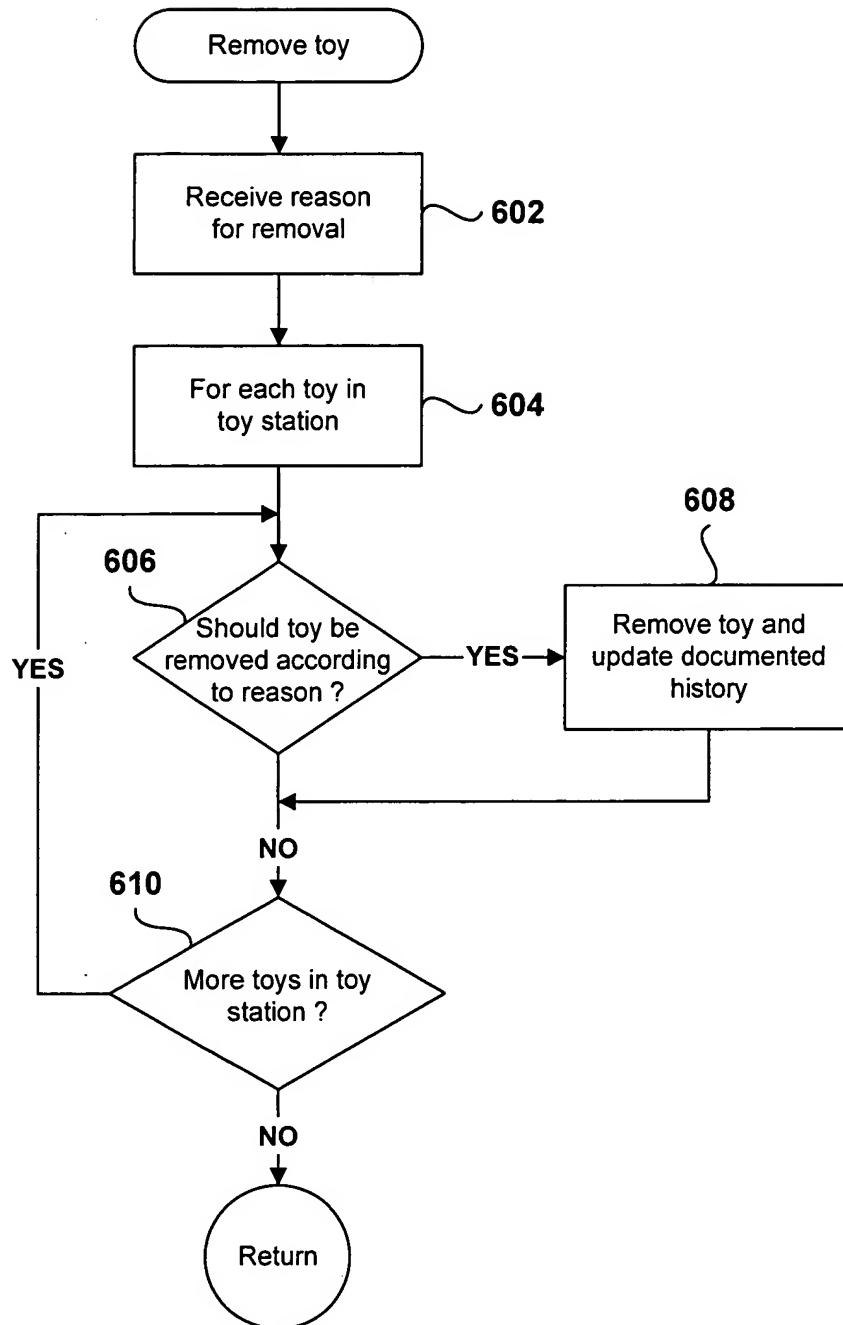 Remove toy
Receive reason
for removal
602
For each toy in
toy station
604
608
606
Should toy be
removed according
to reason ?
YES
YES
Remove toy and
update documented
history
NO
610
More toys in toy
station ?
NO
Return